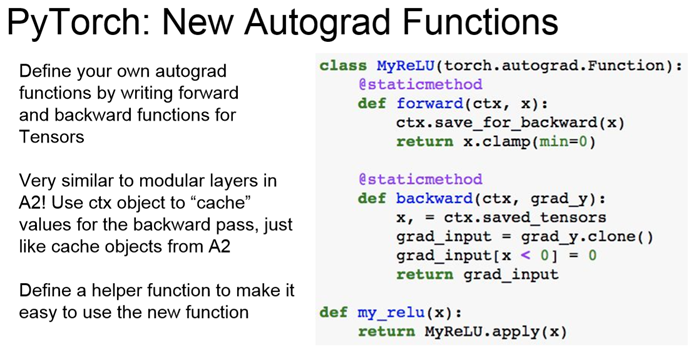 PyTorch: New Autograd Functions
Define your own autograd
functions by writing forward
and backward functions for
Tensors
Very similar to modular layers in
A2! Use ctx object to “cache”
values for the backward pass, just
like cache objects from A2
Define a helper function to make it
easy to use the new function
class MyReLU(torch.autograd.Function):
    @staticmethod
    def forward(ctx, x):
        ctx.save_for_backward(x)
        return x.clamp(min=0)
    @staticmethod
    def backward(ctx, grad_y):
        x, = ctx.saved_tensors
        grad_input = grad_y.clone()
        grad_input[x < 0] = 0
        return grad_input
def my_relu(x):
    return MyReLU.apply(x)